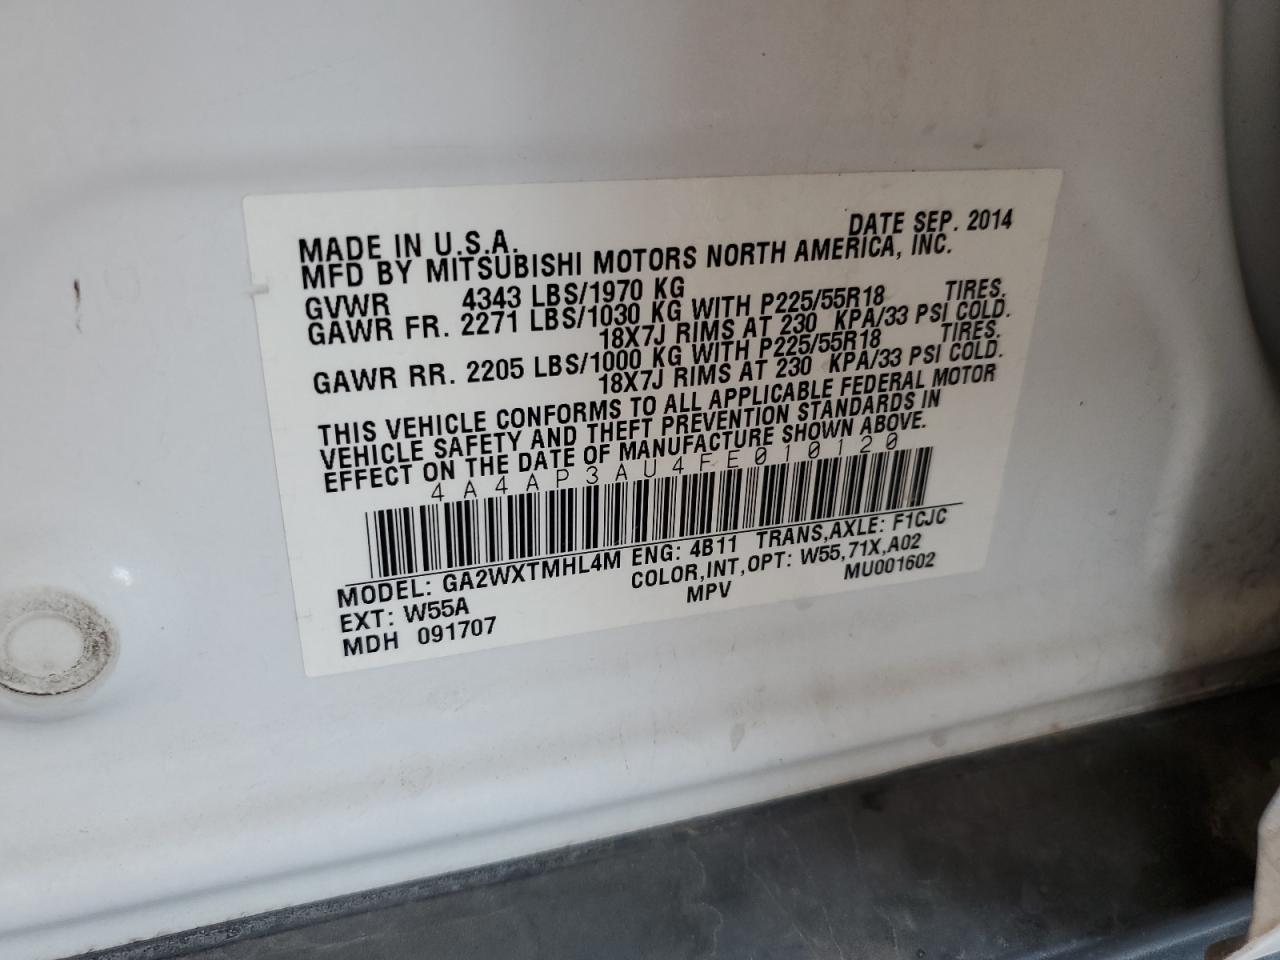 MADE IN U.S.A. DATE SEP. 2014
MFD BY MITSUBISHI MOTORS NORTH AMERICA, INC.
GVWR 4343 LBS/1970 KG
GAWR FR. 2271 LBS/1030 KG WITH P225/55R18 TIRES.
18X7J RIMS AT 230 KPA/33 PSI COLD.
GAWR RR. 2205 LBS/1000 KG WITH P225/55R18 TIRES.
18X7J RIMS AT 230 KPA/33 PSI COLD.
THIS VEHICLE CONFORMS TO ALL APPLICABLE FEDERAL MOTOR
VEHICLE SAFETY AND THEFT PREVENTION STANDARDS IN
EFFECT ON THE DATE OF MANUFACTURE SHOWN ABOVE.
4A4AP3AU4FE010120
MODEL: GA2WXTMHL4M ENG: 4B11 TRANS,AXLE: F1CJC
EXT: W55A COLOR,INT,OPT: W55,71X,A02
MDH 091707 MPV MU001602